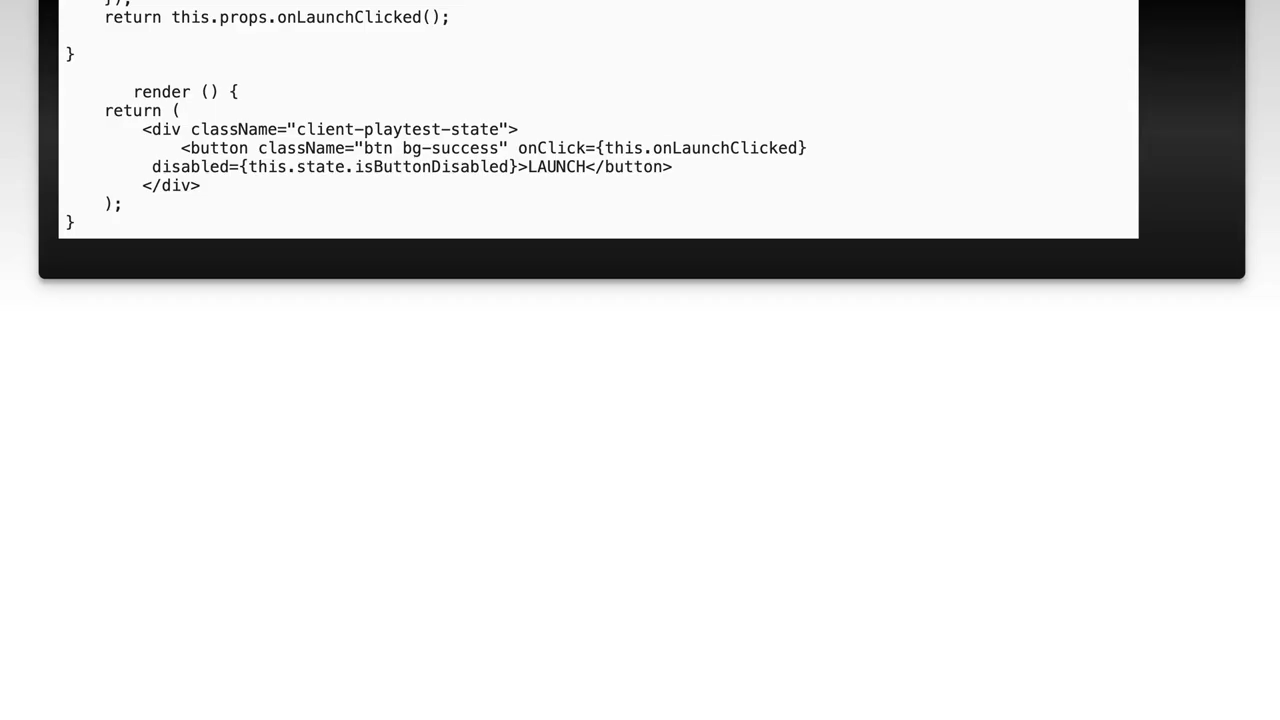 });
return this.props.onLaunchClicked();
}
render () {
return (
<div className="client-playtest-state">
<button className="btn bg-success" onClick={this.onLaunchClicked}
disabled={this.state.isButtonDisabled}>LAUNCH</button>
</div>
);
}